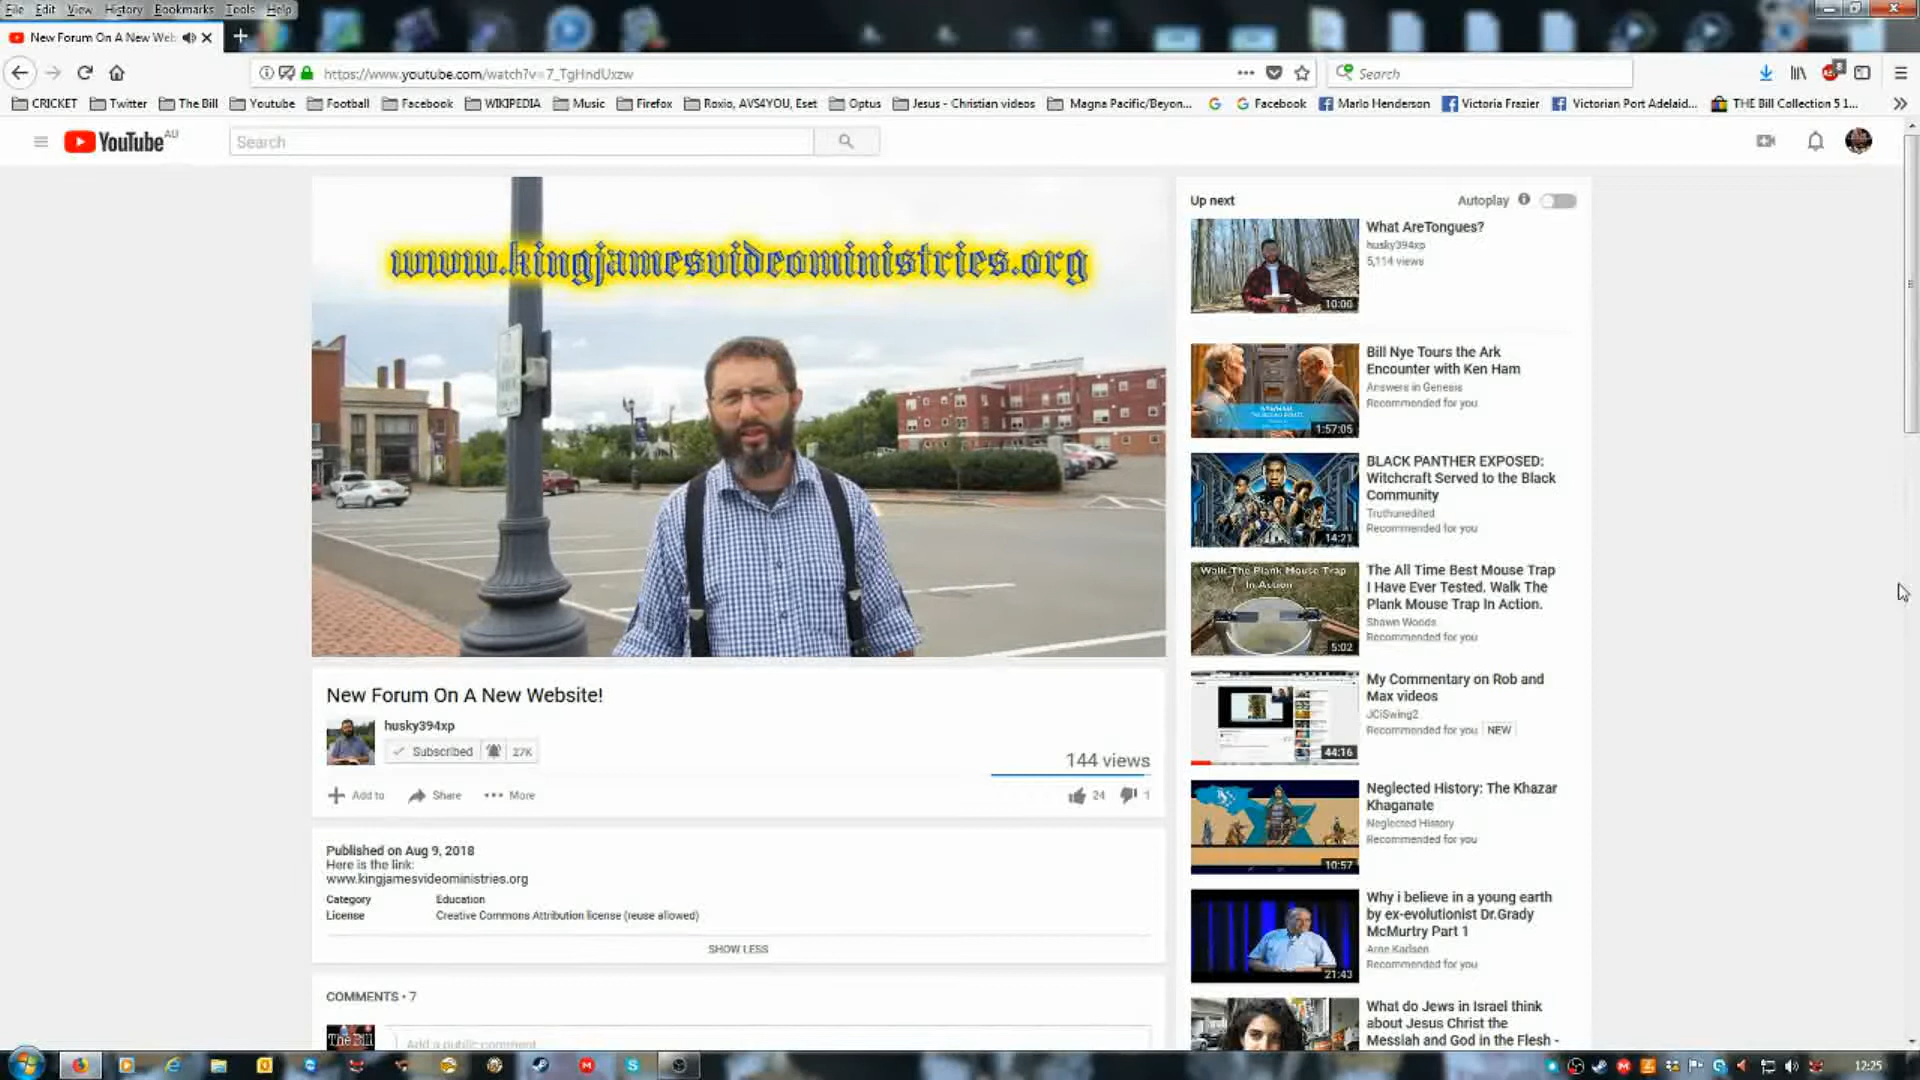 File Edit View History Bookmarks Tools Help
New Forum On A New Web
https://www.youtube.com/watch?v=7_TgHndUxzw
Search
CRICKET Twitter The Bill Youtube Football Facebook WIKIPEDIA Music Firefox Roxio, AVS4YOU, Eset Optus Jesus - Christian videos Magna Pacific/Beyon... Facebook Marlo Henderson Victoria Frazier Victorian Port Adelaid... THE Bill Collection 5 1...
YouTube AU
Search
www.kingjamesvideoministries.org
New Forum On A New Website!
husky394xp
Subscribed 27K
144 views
Add to Share More
24 1
Published on Aug 9, 2018
Here is the link:
www.kingjamesvideoministries.org
Category Education
License Creative Commons Attribution license (reuse allowed)
SHOW LESS
COMMENTS • 7
The Bill
Add a public comment
Up next Autoplay
What AreTongues?
husky394xp
5,114 views
10:00
Bill Nye Tours the Ark
Encounter with Ken Ham
Answers in Genesis
Recommended for you
1:57:05
BLACK PANTHER EXPOSED:
Witchcraft Served to the Black
Community
Truthunedited
Recommended for you
14:21
Walk The Plank Mouse Trap
In Action
The All Time Best Mouse Trap
I Have Ever Tested. Walk The
Plank Mouse Trap In Action.
Shawn Woods
Recommended for you
5:02
My Commentary on Rob and
Max videos
JCiSwing2
Recommended for you NEW
44:16
Neglected History: The Khazar
Khaganate
Neglected History
Recommended for you
10:57
Why i believe in a young earth
by ex-evolutionist Dr.Grady
McMurtry Part 1
Arne Karlsen
Recommended for you
21:43
What do Jews in Israel think
about Jesus Christ the
Messiah and God in the Flesh -
12:25